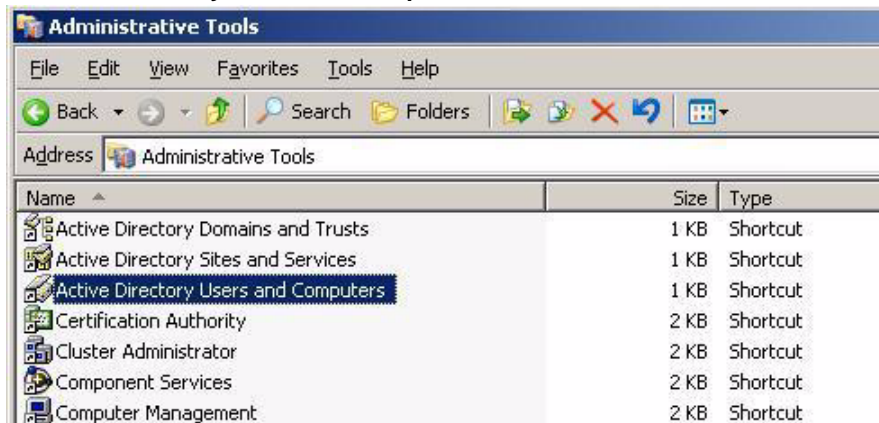 Administrative Tools
File Edit View Favorites Tools Help
Back Search Folders
Address Administrative Tools
Name Size Type
Active Directory Domains and Trusts 1 KB Shortcut
Active Directory Sites and Services 1 KB Shortcut
Active Directory Users and Computers 1 KB Shortcut
Certification Authority 2 KB Shortcut
Cluster Administrator 2 KB Shortcut
Component Services 2 KB Shortcut
Computer Management 2 KB Shortcut